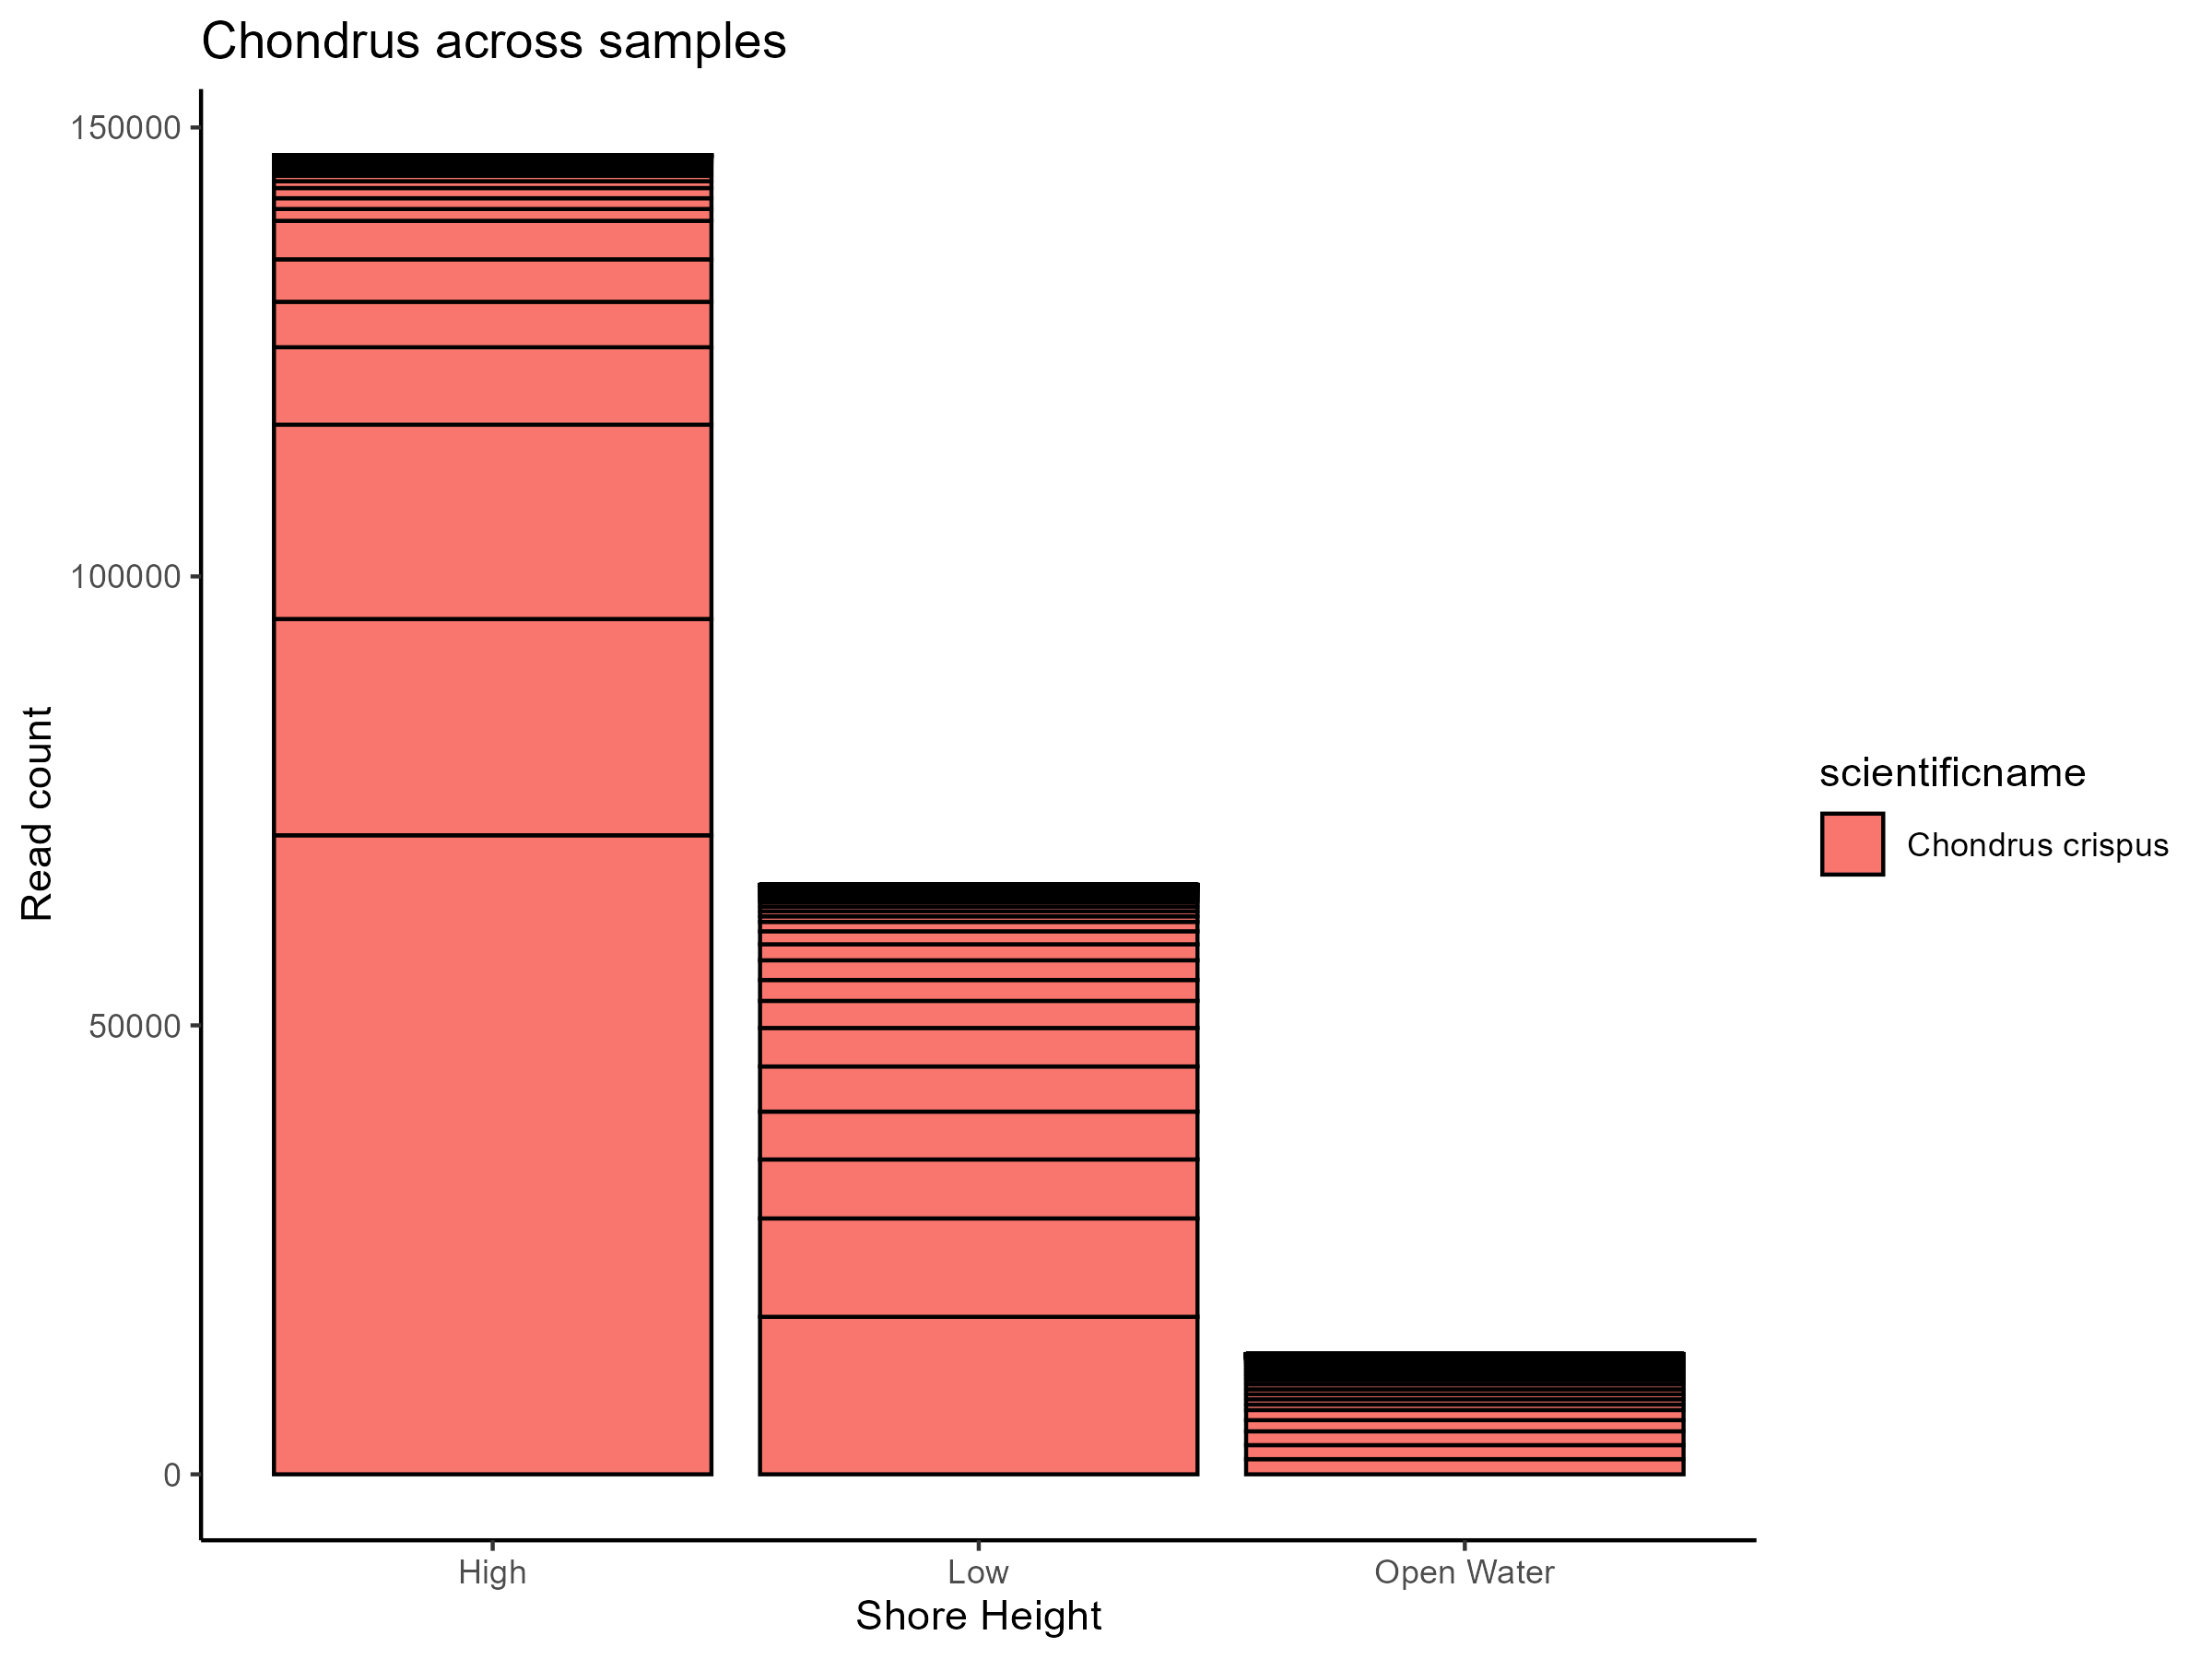 Chondrus across samples
150000
100000
50000
0
Read count
High
Low
Open Water
Shore Height
scientificname
Chondrus crispus